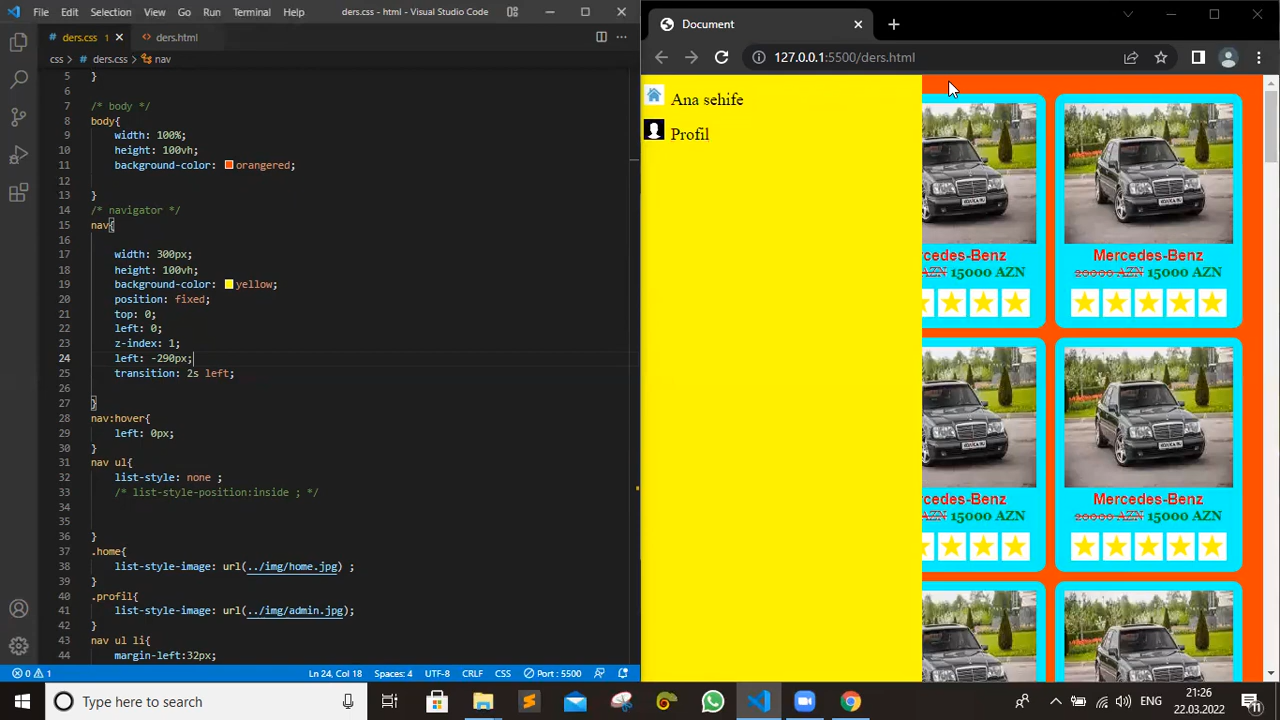 File Edit Selection View Go Run Terminal Help ders.css - html - Visual Studio Code
ders.css 1 ders.html
css > # ders.css > nav
5 }
6
7 /* body */
8 body{
9 width: 100%;
10 height: 100vh;
11 background-color: orangered;
12
13 }
14 /* navigator */
15 nav{
16
17 width: 300px;
18 height: 100vh;
19 background-color: yellow;
20 position: fixed;
21 top: 0;
22 left: 0;
23 z-index: 1;
24 left: -290px;
25 transition: 2s left;
26
27 }
28 nav:hover{
29 left: 0px;
30 }
31 nav ul{
32 list-style: none ;
33 /* list-style-position:inside ; */
34
35
36 }
37 .home{
38 list-style-image: url(../img/home.jpg) ;
39 }
40 .profil{
41 list-style-image: url(../img/admin.jpg);
42 }
43 nav ul li{
44 margin-left:32px;
0 1 Ln 24, Col 18 Spaces: 4 UTF-8 CRLF CSS Port : 5500
Document
127.0.0.1:5500/ders.html
Ana sehife
Profil
ercedes-Benz Mercedes-Benz
AZN 15000 AZN 20000 AZN 15000 AZN
ercedes-Benz Mercedes-Benz
AZN 15000 AZN 20000 AZN 15000 AZN
Type here to search
ENG
21:26
22.03.2022
11